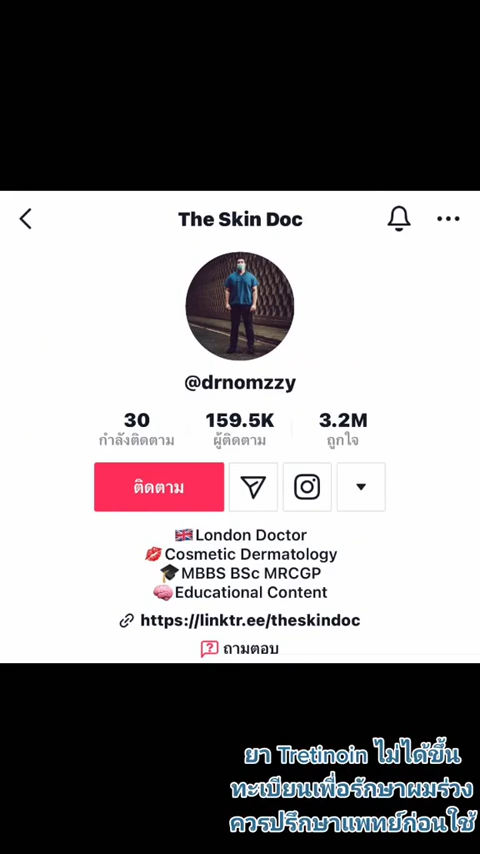 The Skin Doc
@drnomzzy
30 159.5K 3.2M
กำลังติดตาม ผู้ติดตาม ถูกใจ
ติดตาม
🇬🇧London Doctor
💋Cosmetic Dermatology
🎓MBBS BSc MRCGP
🧠Educational Content
https://linktr.ee/theskindoc
ถามตอบ
ยา Tretinoin ไม่ได้ขึ้น
ทะเบียนเพื่อรักษาผมร่วง
ควรปรึกษาแพทย์ก่อนใช้